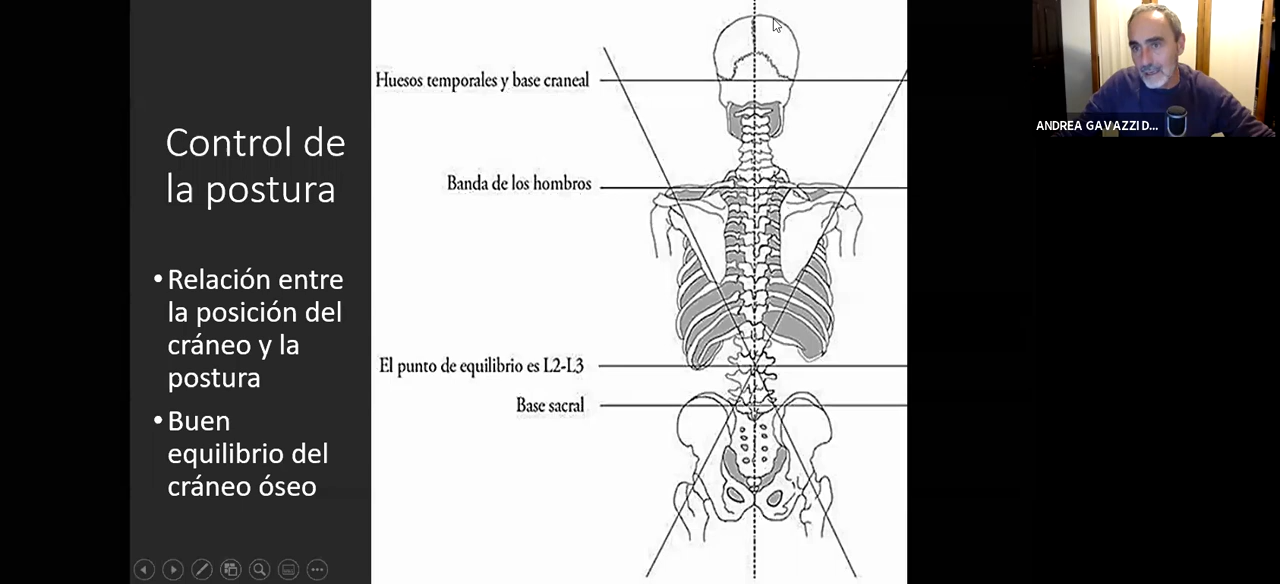 Control de
la postura
• Relación entre
la posición del
cráneo y la
postura
• Buen
equilibrio del
cráneo óseo
Huesos temporales y base craneal
Banda de los hombros
El punto de equilibrio es L2-L3
Base sacral
ANDREA GAVAZZI D...